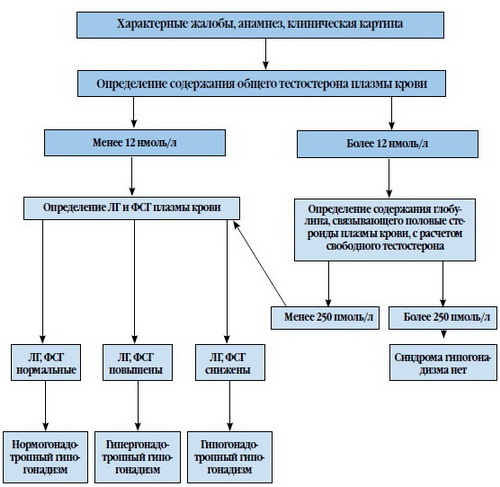 Характерные жалобы, анамнез, клиническая картина
Определение содержания общего тестостерона плазмы крови
Менее 12 нмоль/л
Более 12 нмоль/л
Определение ЛГ и ФСГ плазмы крови
Определение содержания глобу-
лина, связывающего половые сте-
роиды плазмы крови, с расчетом
свободного тестостерона
Менее 250 пмоль/л
Более 250 пмоль/л
ЛГ, ФСГ
нормальные
ЛГ, ФСГ
повышены
ЛГ, ФСГ
снижены
Синдрома гипогона-
дизма нет
Нормогонадо-
тропный гипо-
гонадизм
Гипергонадо-
тропный гипо-
гонадизм
Гипогонадо-
тропный гипо-
гонадизм